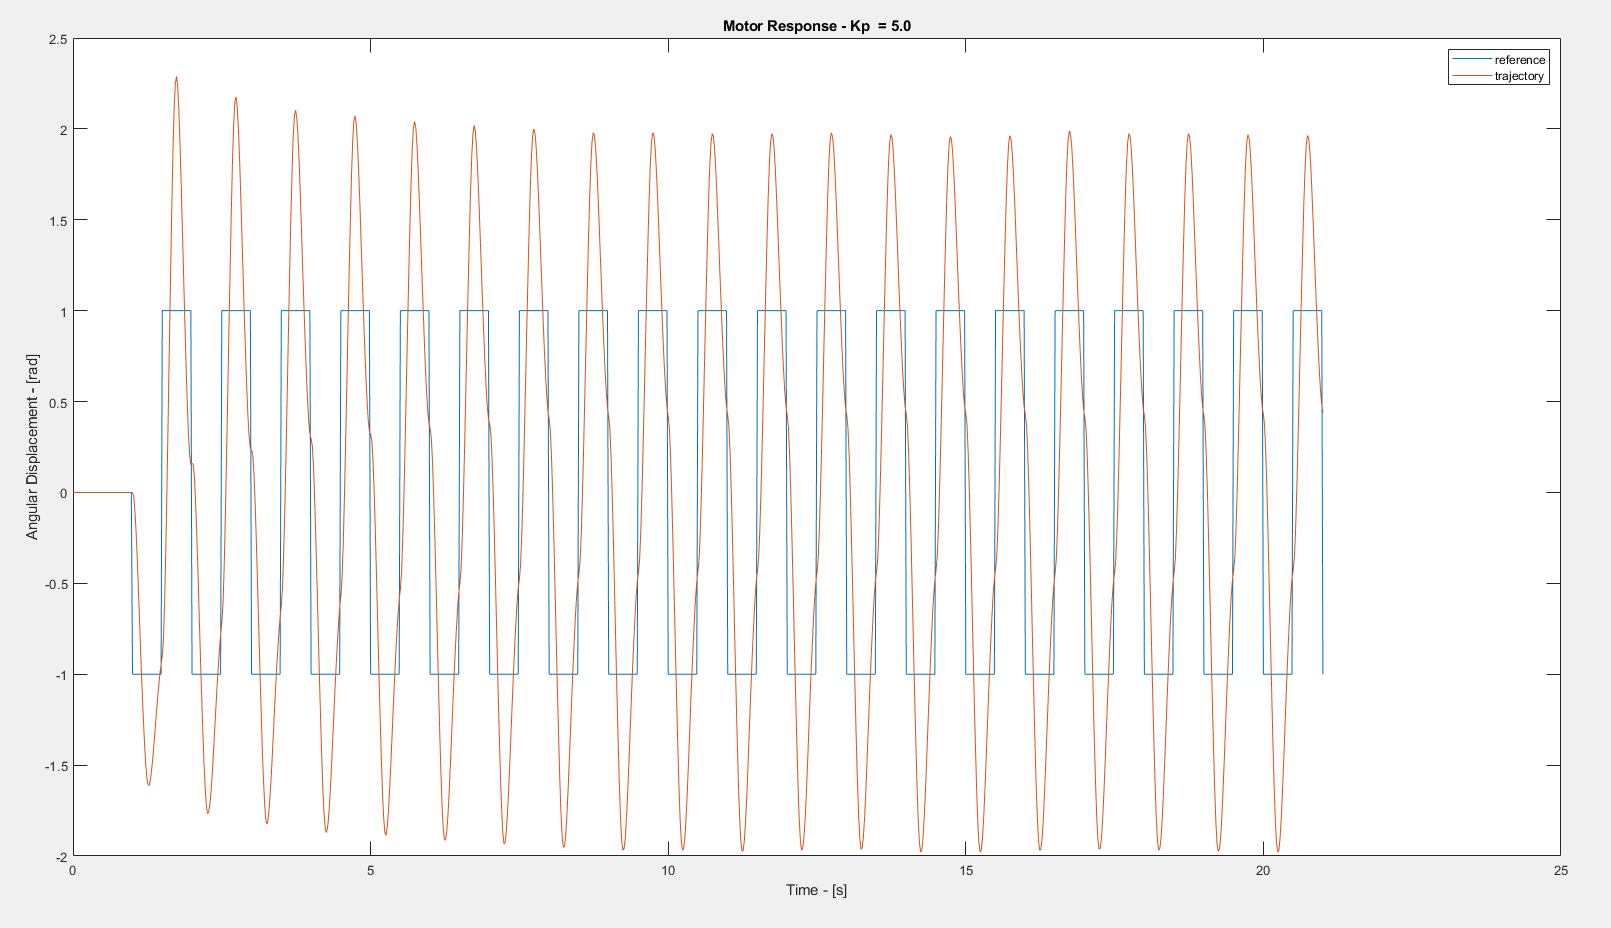 Motor Response - Kp  = 5.0
reference
trajectory
2.5
2
1.5
1
0.5
0
-0.5
-1
-1.5
-2
Angular Displacement - [rad]
0 5 10 15 20 25
Time - [s]